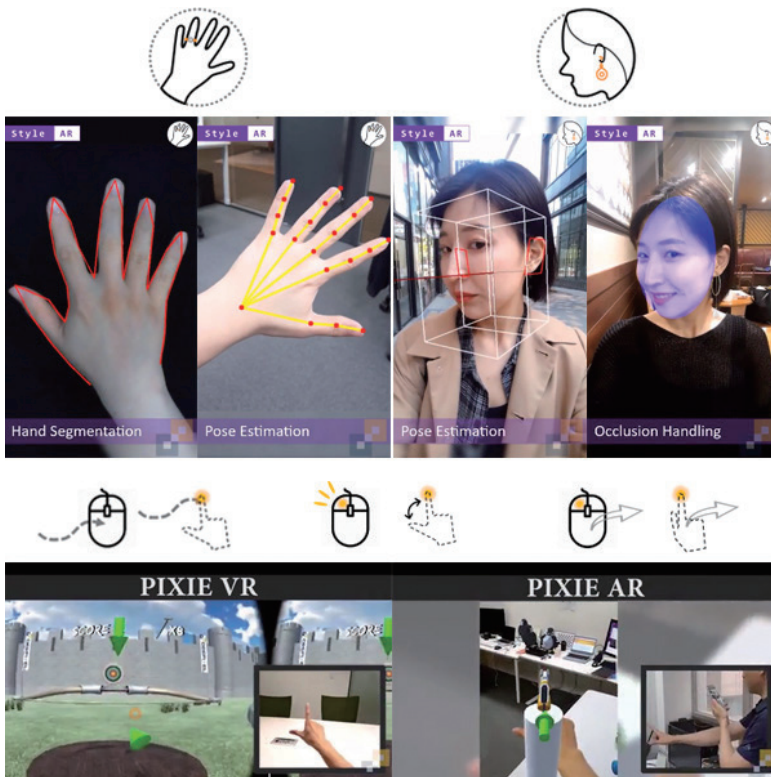 Style AR
Style AR
Style AR
Style AR
Hand Segmentation
Pose Estimation
Pose Estimation
Occlusion Handling
PIXIE VR
PIXIE AR
SCORE
X8
SCORE